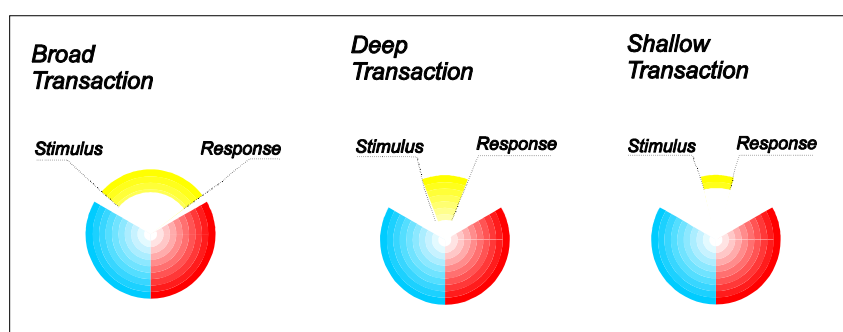 Broad
Transaction
Deep
Transaction
Shallow
Transaction
Stimulus
Response
Stimulus
Response
Stimulus
Response